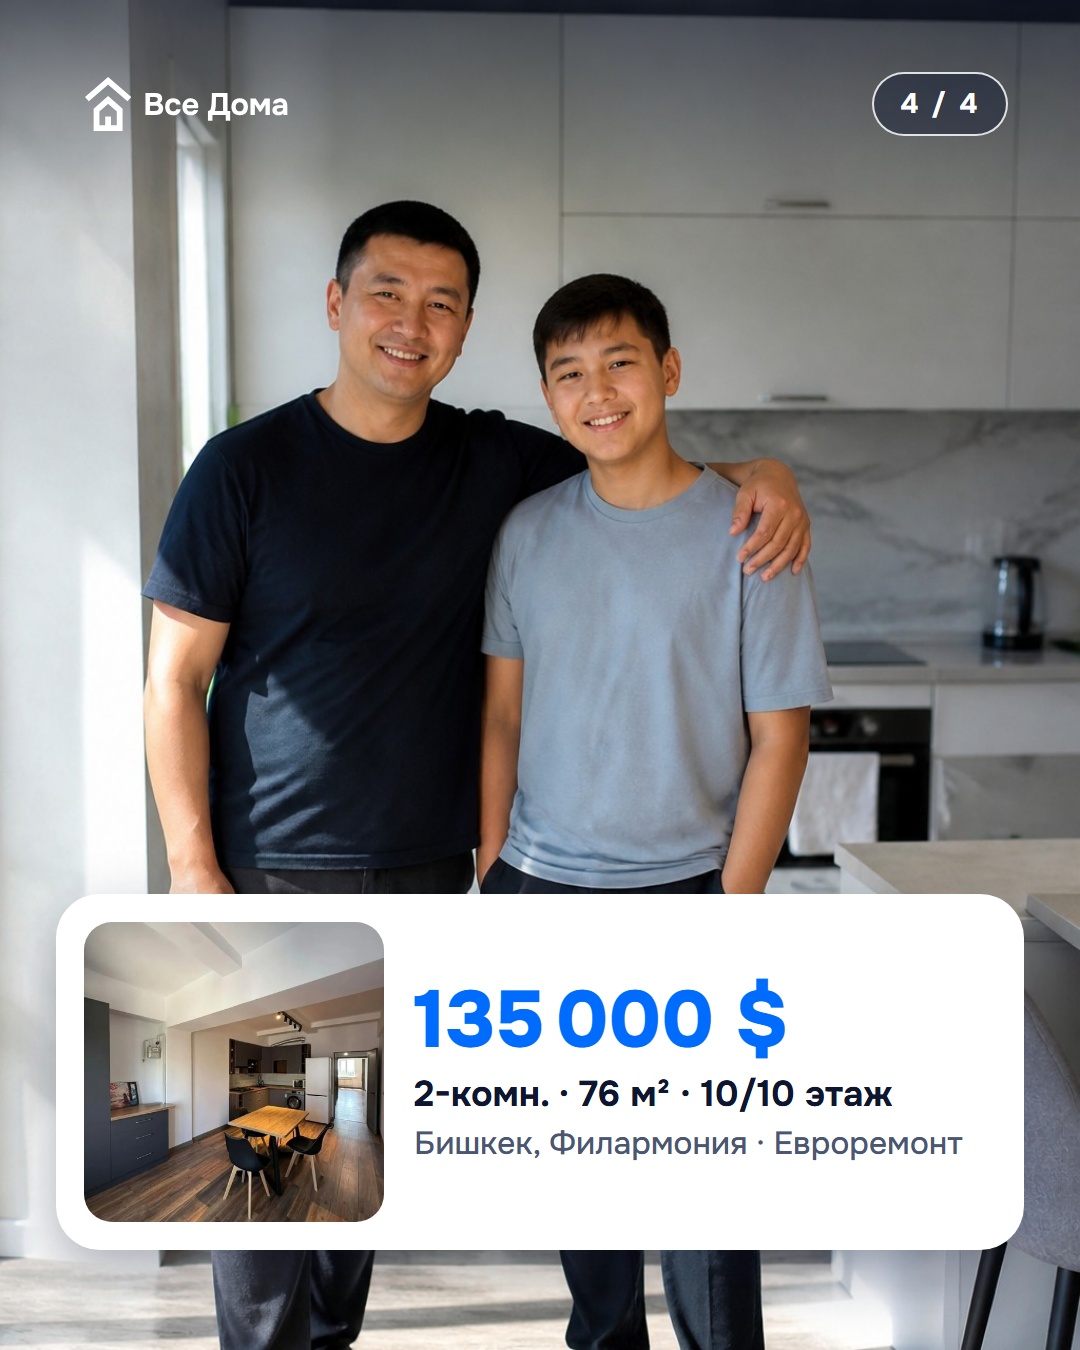 Все Дома
4 / 4
135 000 $
2-комн. · 76 м² · 10/10 этаж
Бишкек, Филармония · Евроремонт